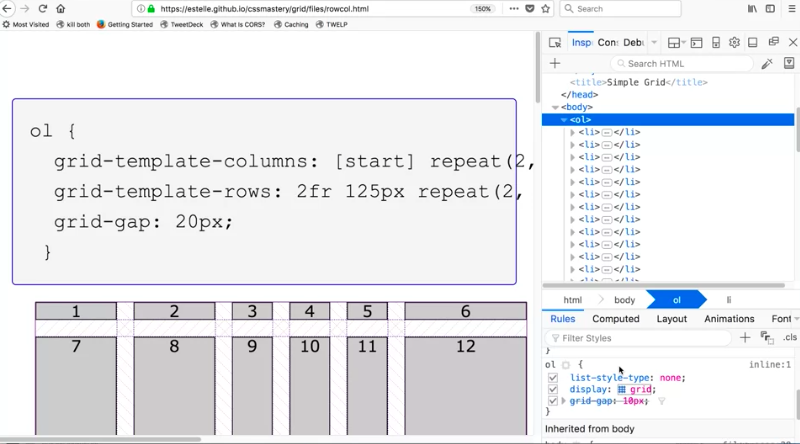 https://estelle.github.io/cssmastery/grid/files/rowcol.html
150%
Search
Most Visited
kill both
Getting Started
TweetDeck
What Is CORS?
Caching
TWELP
ol {
grid-template-columns: [start] repeat(2,
grid-template-rows: 2fr 125px repeat(2,
grid-gap: 20px;
}
1 2 3 4 5 6
7 8 9 10 11 12
Insp Con Deb
+
Search HTML
<title>Simple Grid</title>
</head>
<body>
<ol>
<li> </li>
<li> </li>
<li> </li>
<li> </li>
<li> </li>
<li> </li>
<li> </li>
<li> </li>
<li> </li>
<li> </li>
<li> </li>
<li> </li>
html body ol li
Rules Computed Layout Animations Font
Filter Styles
+
.cls
}
ol { inline:1
list-style-type: none;
display: grid;
grid-gap: 10px;
}
Inherited from body